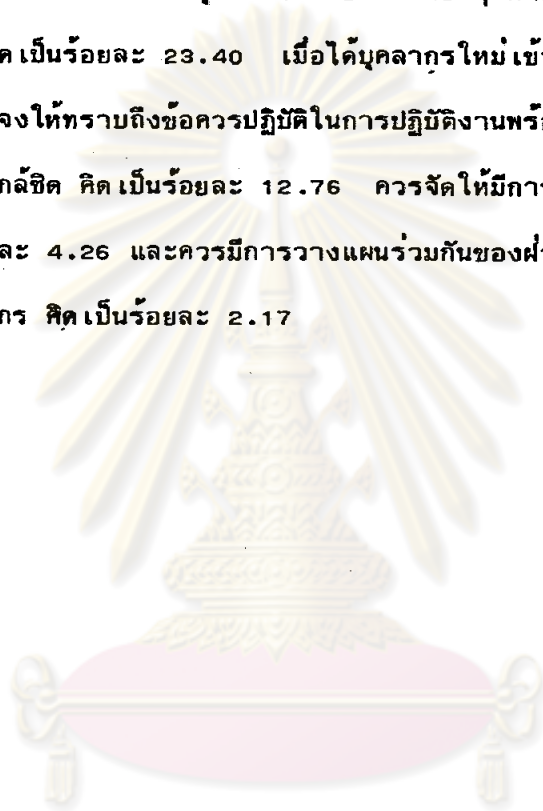 ค เป็นร้อยละ 23.40 เมื่อได้บุคลากรใหม่ เข้า
จงให้ทราบถึงข้อควรปฏิบัติในการปฏิบัติงานพร้อ
กล้ชิด คิด เป็นร้อยละ 12.76 ควรจัดให้มีการ
ละ 4.26 และควรมีการวางแผนร่วมกันของฝ่
กร คิด เป็นร้อยละ 2.17